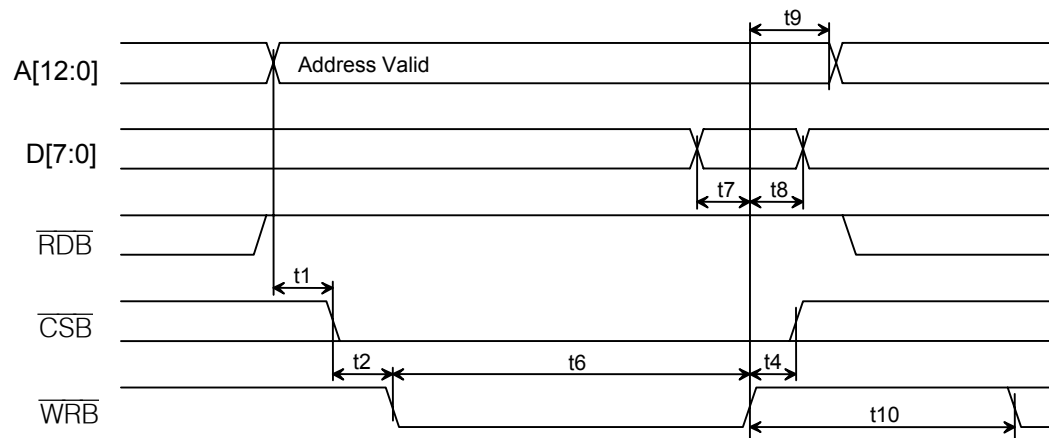 t9
A[12:0]
Address Valid
D[7:0]
t7
t8
RDB
t1
CSB
t2
t6
t4
WRB
t10